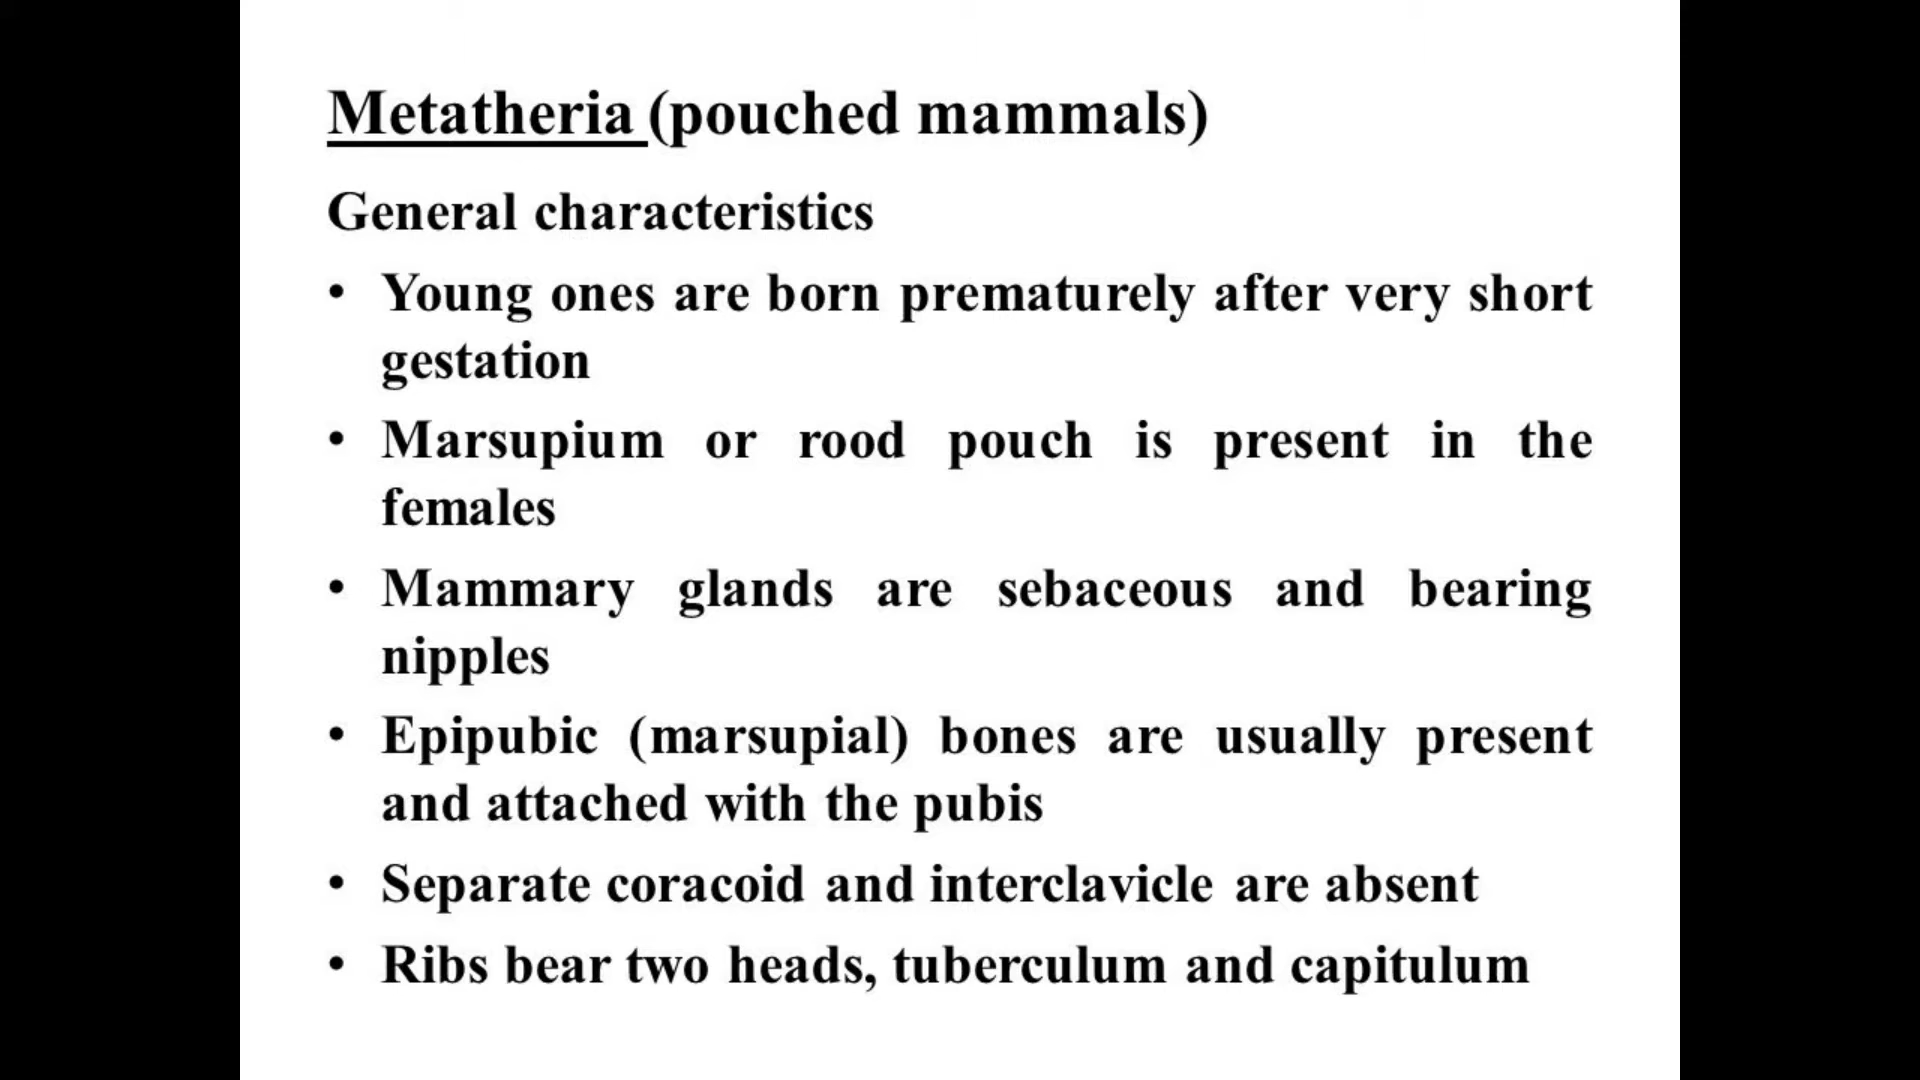 Metatheria (pouched mammals)
General characteristics
• Young ones are born prematurely after very short
gestation
• Marsupium or rood pouch is present in the
females
• Mammary glands are sebaceous and bearing
nipples
• Epipubic (marsupial) bones are usually present
and attached with the pubis
• Separate coracoid and interclavicle are absent
• Ribs bear two heads, tuberculum and capitulum